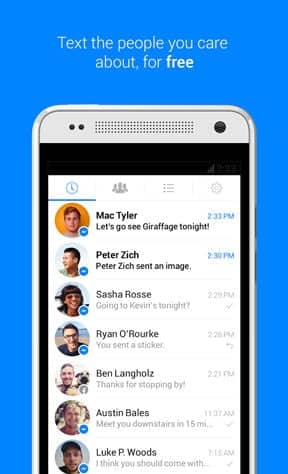 Text the people you care
about, for free
2:33
Mac Tyler 2:33 PM
Let's go see Giraffage tonight!
Peter Zich 2:30 PM
Peter Zich sent an image.
Sasha Rosse 2:29 PM
Going to Kevin's tonight?
Ryan O'Rourke 2:26 PM
You sent a sticker.
Ben Langholz 2:21 PM
Thanks for stopping by!
Austin Bales 11:37 AM
Meet you downstairs in 15 mi...
Luke P. Woods 7:15 AM
I think you should come with...